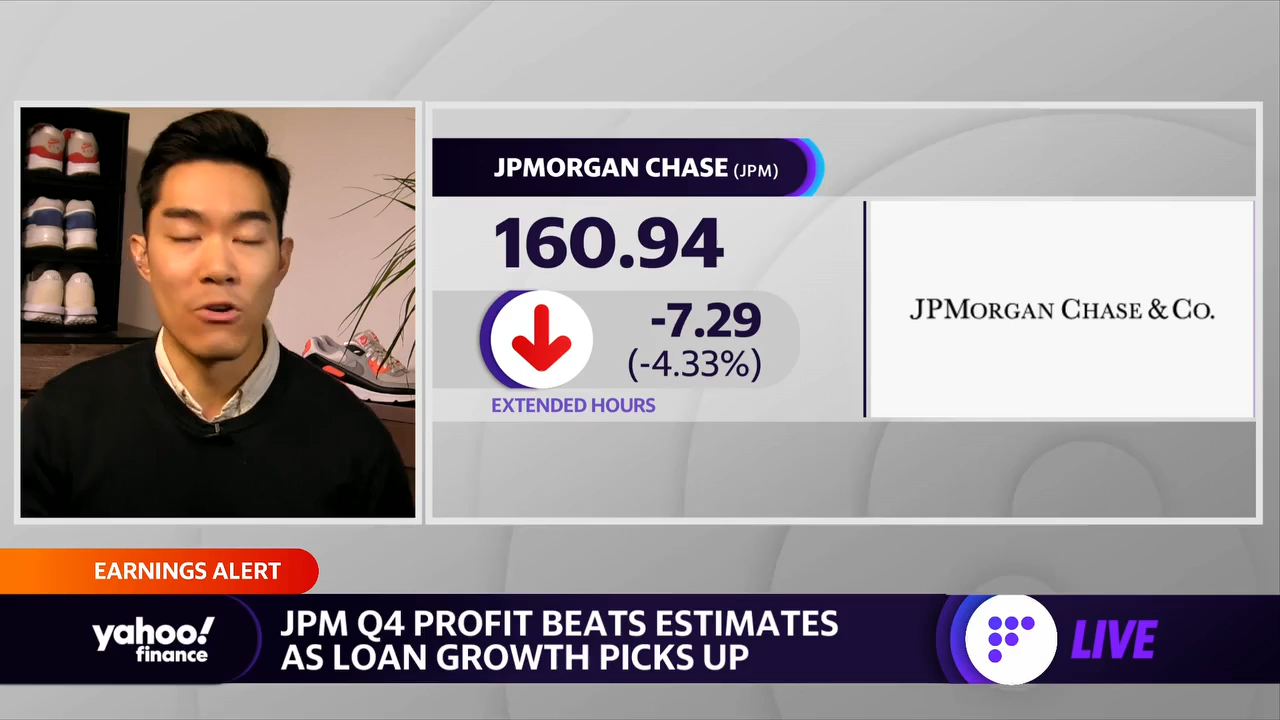 JPMORGAN CHASE (JPM)
160.94
-7.29
(-4.33%)
EXTENDED HOURS
JPMORGAN CHASE & CO.
EARNINGS ALERT
yahoo!
finance
JPM Q4 PROFIT BEATS ESTIMATES
AS LOAN GROWTH PICKS UP
LIVE